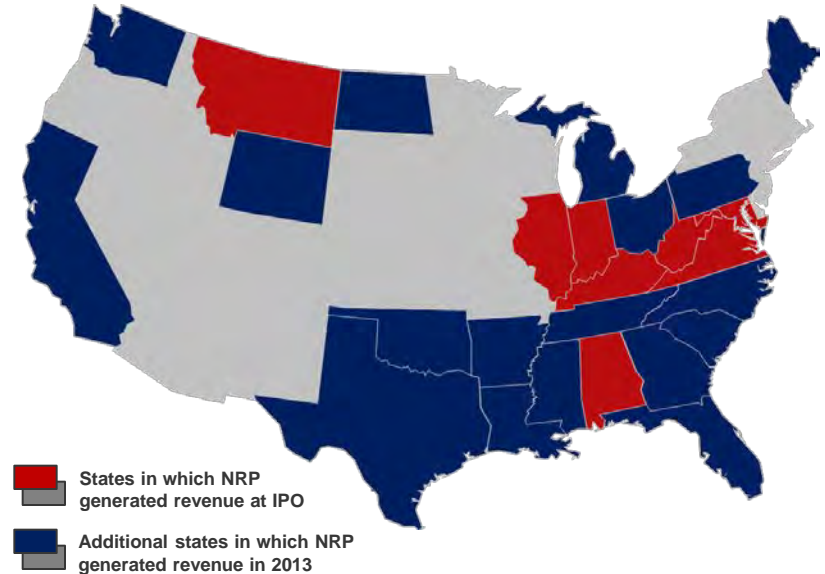 States in which NRP
generated revenue at IPO
Additional states in which NRP
generated revenue in 2013